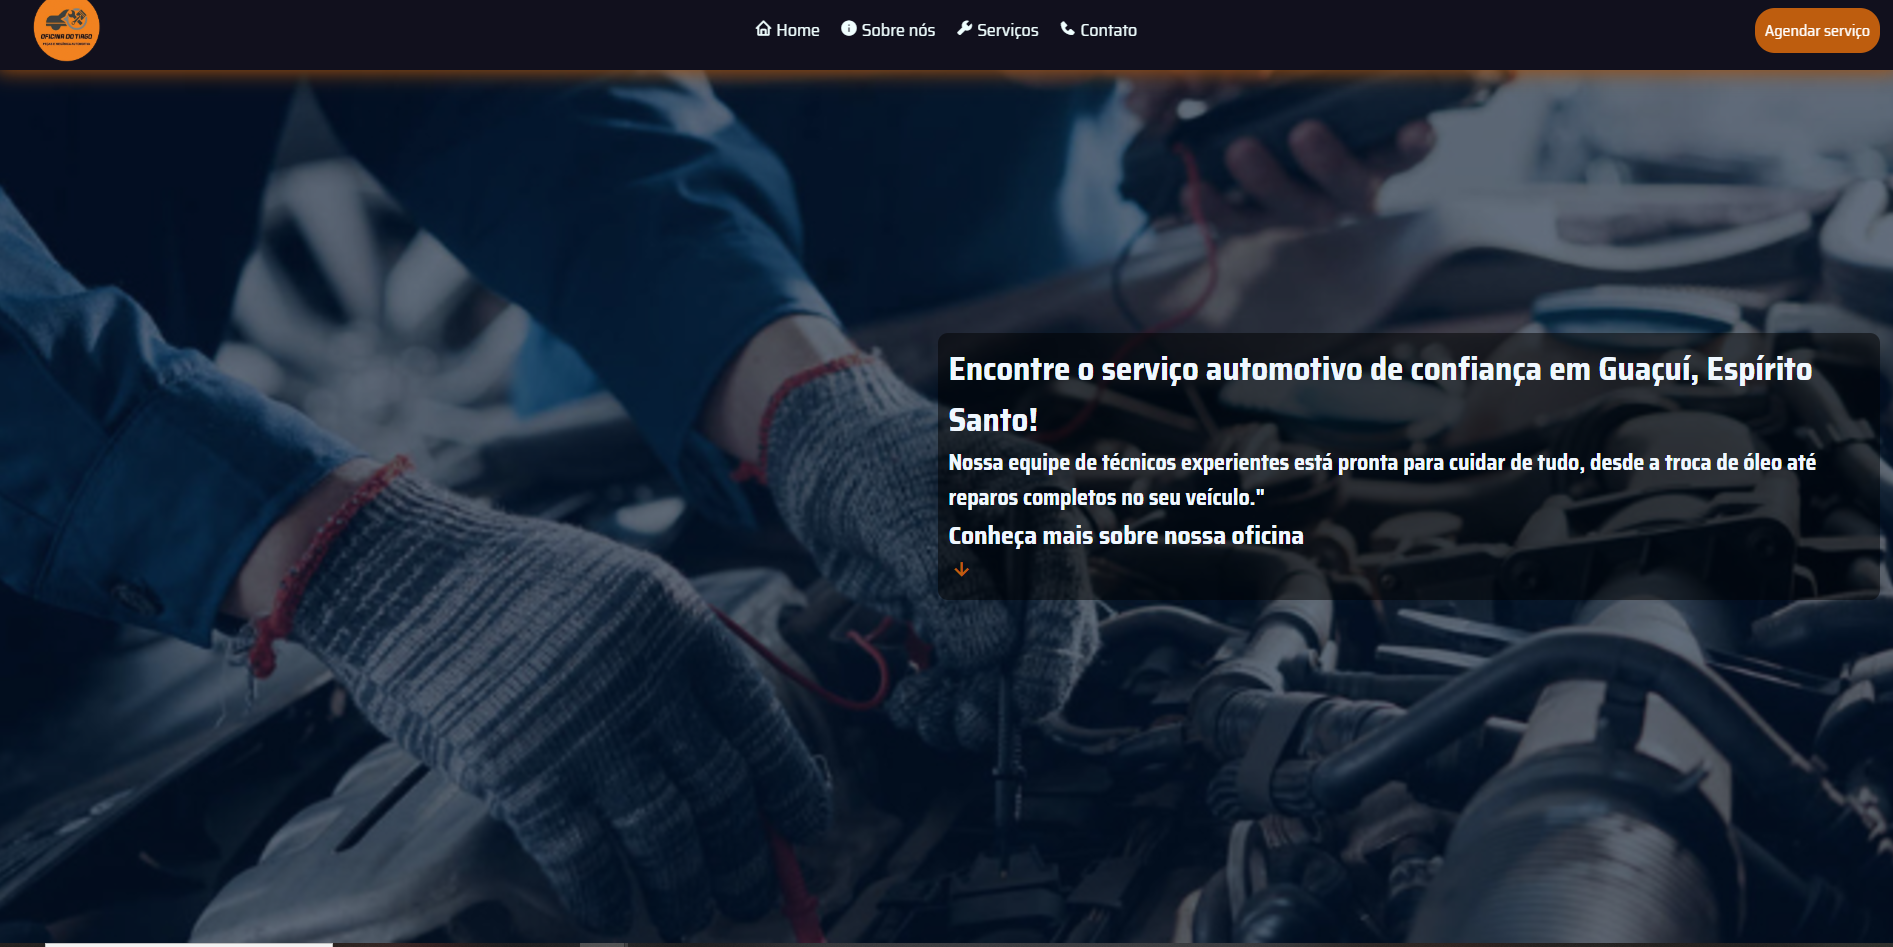 OFICINA DO TIAGO
Home
Sobre nós
Serviços
Contato
Agendar serviço
Encontre o serviço automotivo de confiança em Guaçuí, Espírito
Santo!
Nossa equipe de técnicos experientes está pronta para cuidar de tudo, desde a troca de óleo até
reparos completos no seu veículo."
Conheça mais sobre nossa oficina